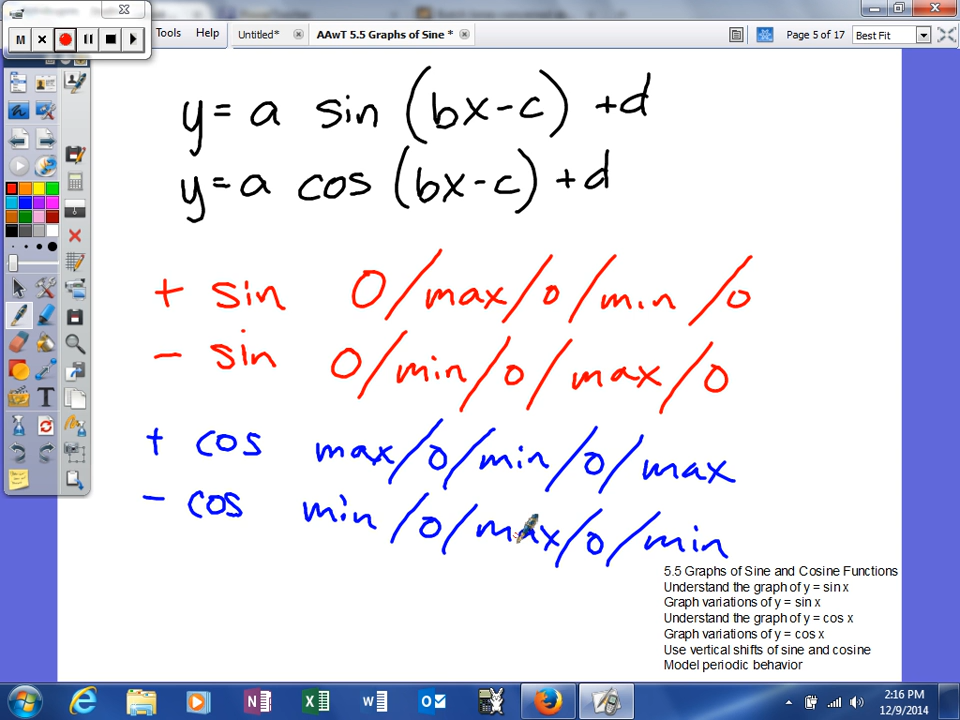 Tools Help Untitled* AAwT 5.5 Graphs of Sine * Page 5 of 17 Best Fit
M
y = a sin (bx - c) + d
y = a cos (bx - c) + d
+ sin 0/max/0/min/0
- sin 0/min/0/max/0
+ cos max/0/min/0/max
- cos min/0/max/0/min
5.5 Graphs of Sine and Cosine Functions
Understand the graph of y = sin x
Graph variations of y = sin x
Understand the graph of y = cos x
Graph variations of y = cos x
Use vertical shifts of sine and cosine
Model periodic behavior
2:16 PM
12/9/2014